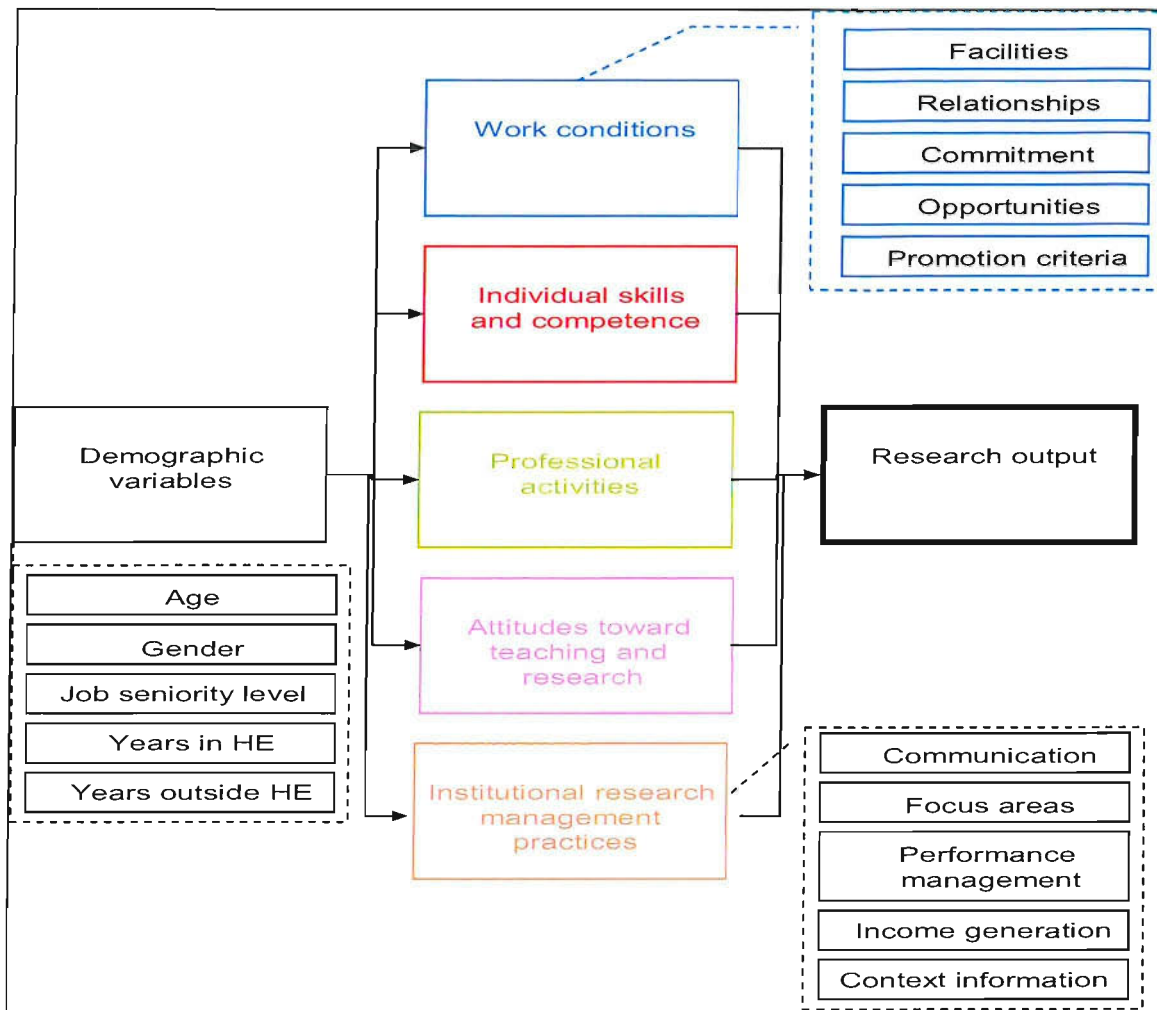 Facilities
Relationships
Commitment
Opportunities
Promotion criteria
Work conditions
Individual skills
and competence
Demographic
variables
Professional
activities
Research output
Age
Gender
Job seniority level
Years in HE
Years outside HE
Attitudes toward
teaching and
research
Institutional research
management
practices
Communication
Focus areas
Performance
management
Income generation
Context information